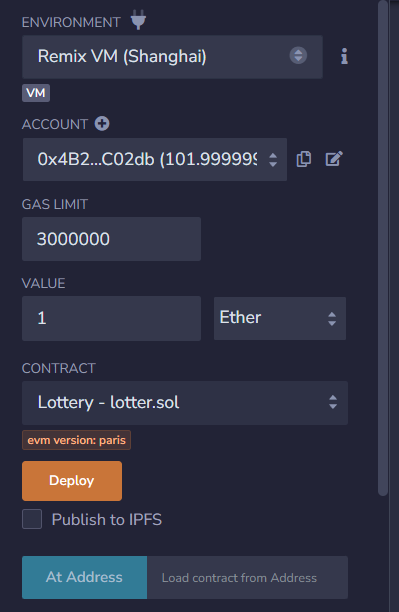 ENVIRONMENT
Remix VM (Shanghai)
VM
ACCOUNT
0x4B2...C02db (101.999999
GAS LIMIT
3000000
VALUE
1
Ether
CONTRACT
Lottery - lotter.sol
evm version: paris
Deploy
Publish to IPFS
At Address
Load contract from Address